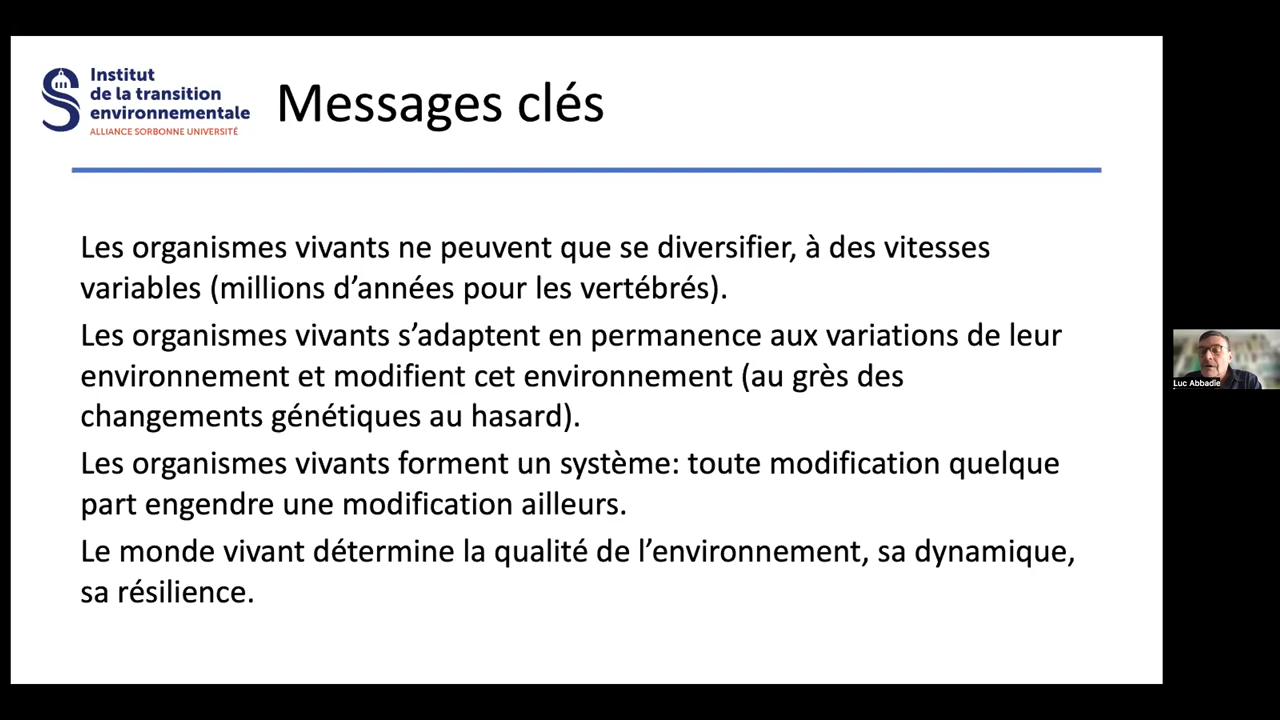 Institut
de la transition
environnementale
ALLIANCE SORBONNE UNIVERSITÉ
Messages clés
Les organismes vivants ne peuvent que se diversifier, à des vitesses
variables (millions d’années pour les vertébrés).
Les organismes vivants s’adaptent en permanence aux variations de leur
environnement et modifient cet environnement (au grès des
changements génétiques au hasard).
Les organismes vivants forment un système: toute modification quelque
part engendre une modification ailleurs.
Le monde vivant détermine la qualité de l’environnement, sa dynamique,
sa résilience.
Luc Abbadie